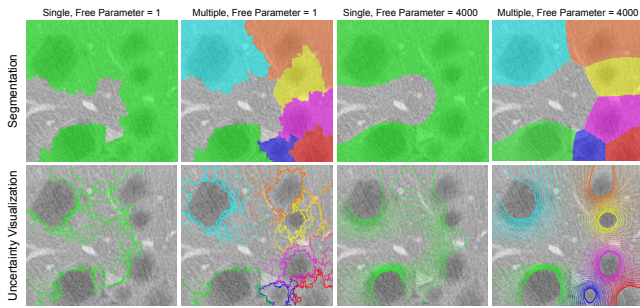 Single, Free Parameter = 1
Multiple, Free Parameter = 1
Single, Free Parameter = 4000
Multiple, Free Parameter = 4000
Segmentation
Uncertainty Visualization